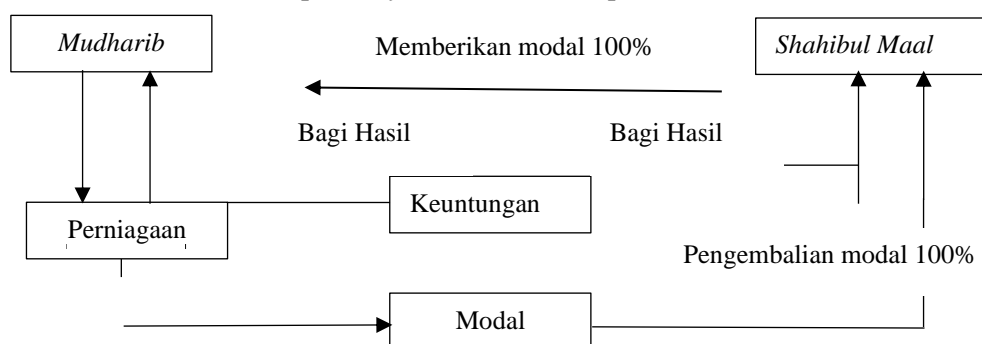 Mudharib
Memberikan modal 100%
Shahibul Maal
Bagi Hasil
Bagi Hasil
Keuntungan
Perniagaan
Pengembalian modal 100%
Modal